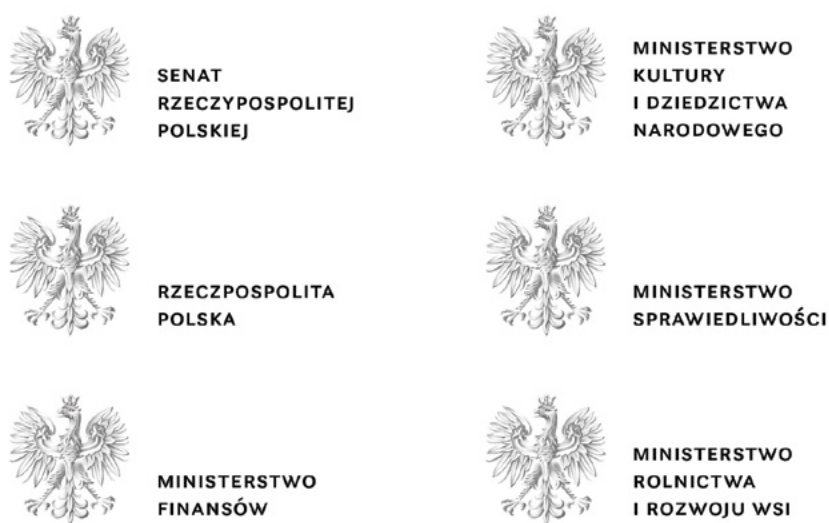 SENAT
RZECZYPOSPOLITEJ
POLSKIEJ
MINISTERSTWO
KULTURY
I DZIEDZICTWA
NARODOWEGO
RZECZPOSPOLITA
POLSKA
MINISTERSTWO
SPRAWIEDLIWOŚCI
MINISTERSTWO
FINANSÓW
MINISTERSTWO
ROLNICTWA
I ROZWOJU WSI